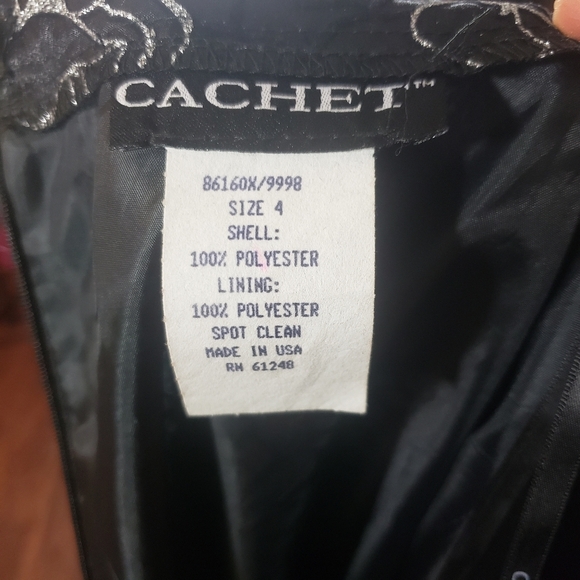 CACHET™
86160X/9998
SIZE 4
SHELL:
100% POLYESTER
LINING:
100% POLYESTER
SPOT CLEAN
MADE IN USA
RN 61248